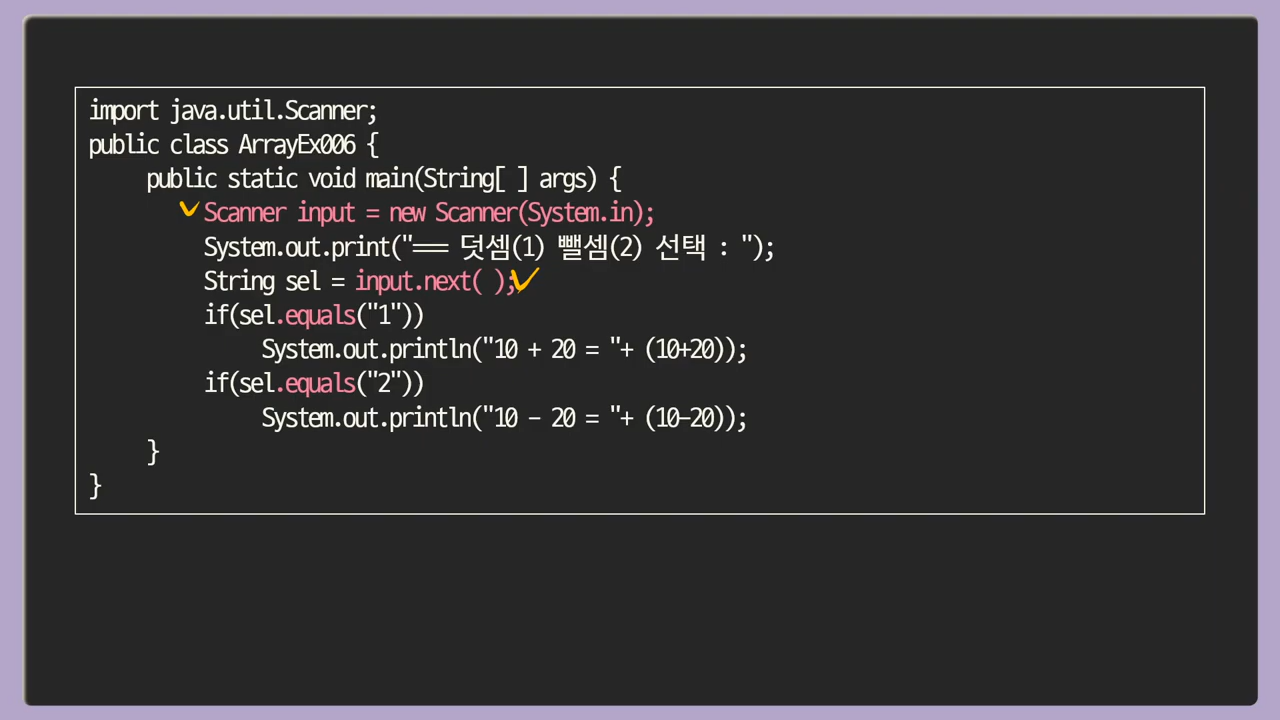 import java.util.Scanner;
public class ArrayEx006 {
public static void main(String[ ] args) {
Scanner input = new Scanner(System.in);
System.out.print("=== 덧셈(1) 뺄셈(2) 선택 : ");
String sel = input.next( );
if(sel.equals("1"))
System.out.println("10 + 20 = "+ (10+20));
if(sel.equals("2"))
System.out.println("10 - 20 = "+ (10-20));
}
}